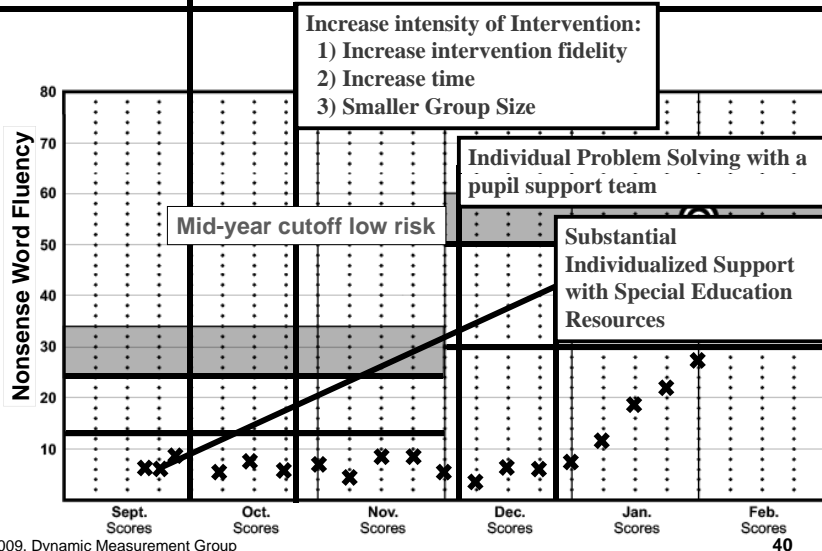 Increase intensity of Intervention:
1) Increase intervention fidelity
2) Increase time
3) Smaller Group Size
Individual Problem Solving with a
pupil support team
Mid-year cutoff low risk
Substantial
Individualized Support
with Special Education
Resources
Nonsense Word Fluency
80
70
60
50
40
30
20
10
Sept.
Scores
Oct.
Scores
Nov.
Scores
Dec.
Scores
Jan.
Scores
Feb.
Scores
009, Dynamic Measurement Group
40